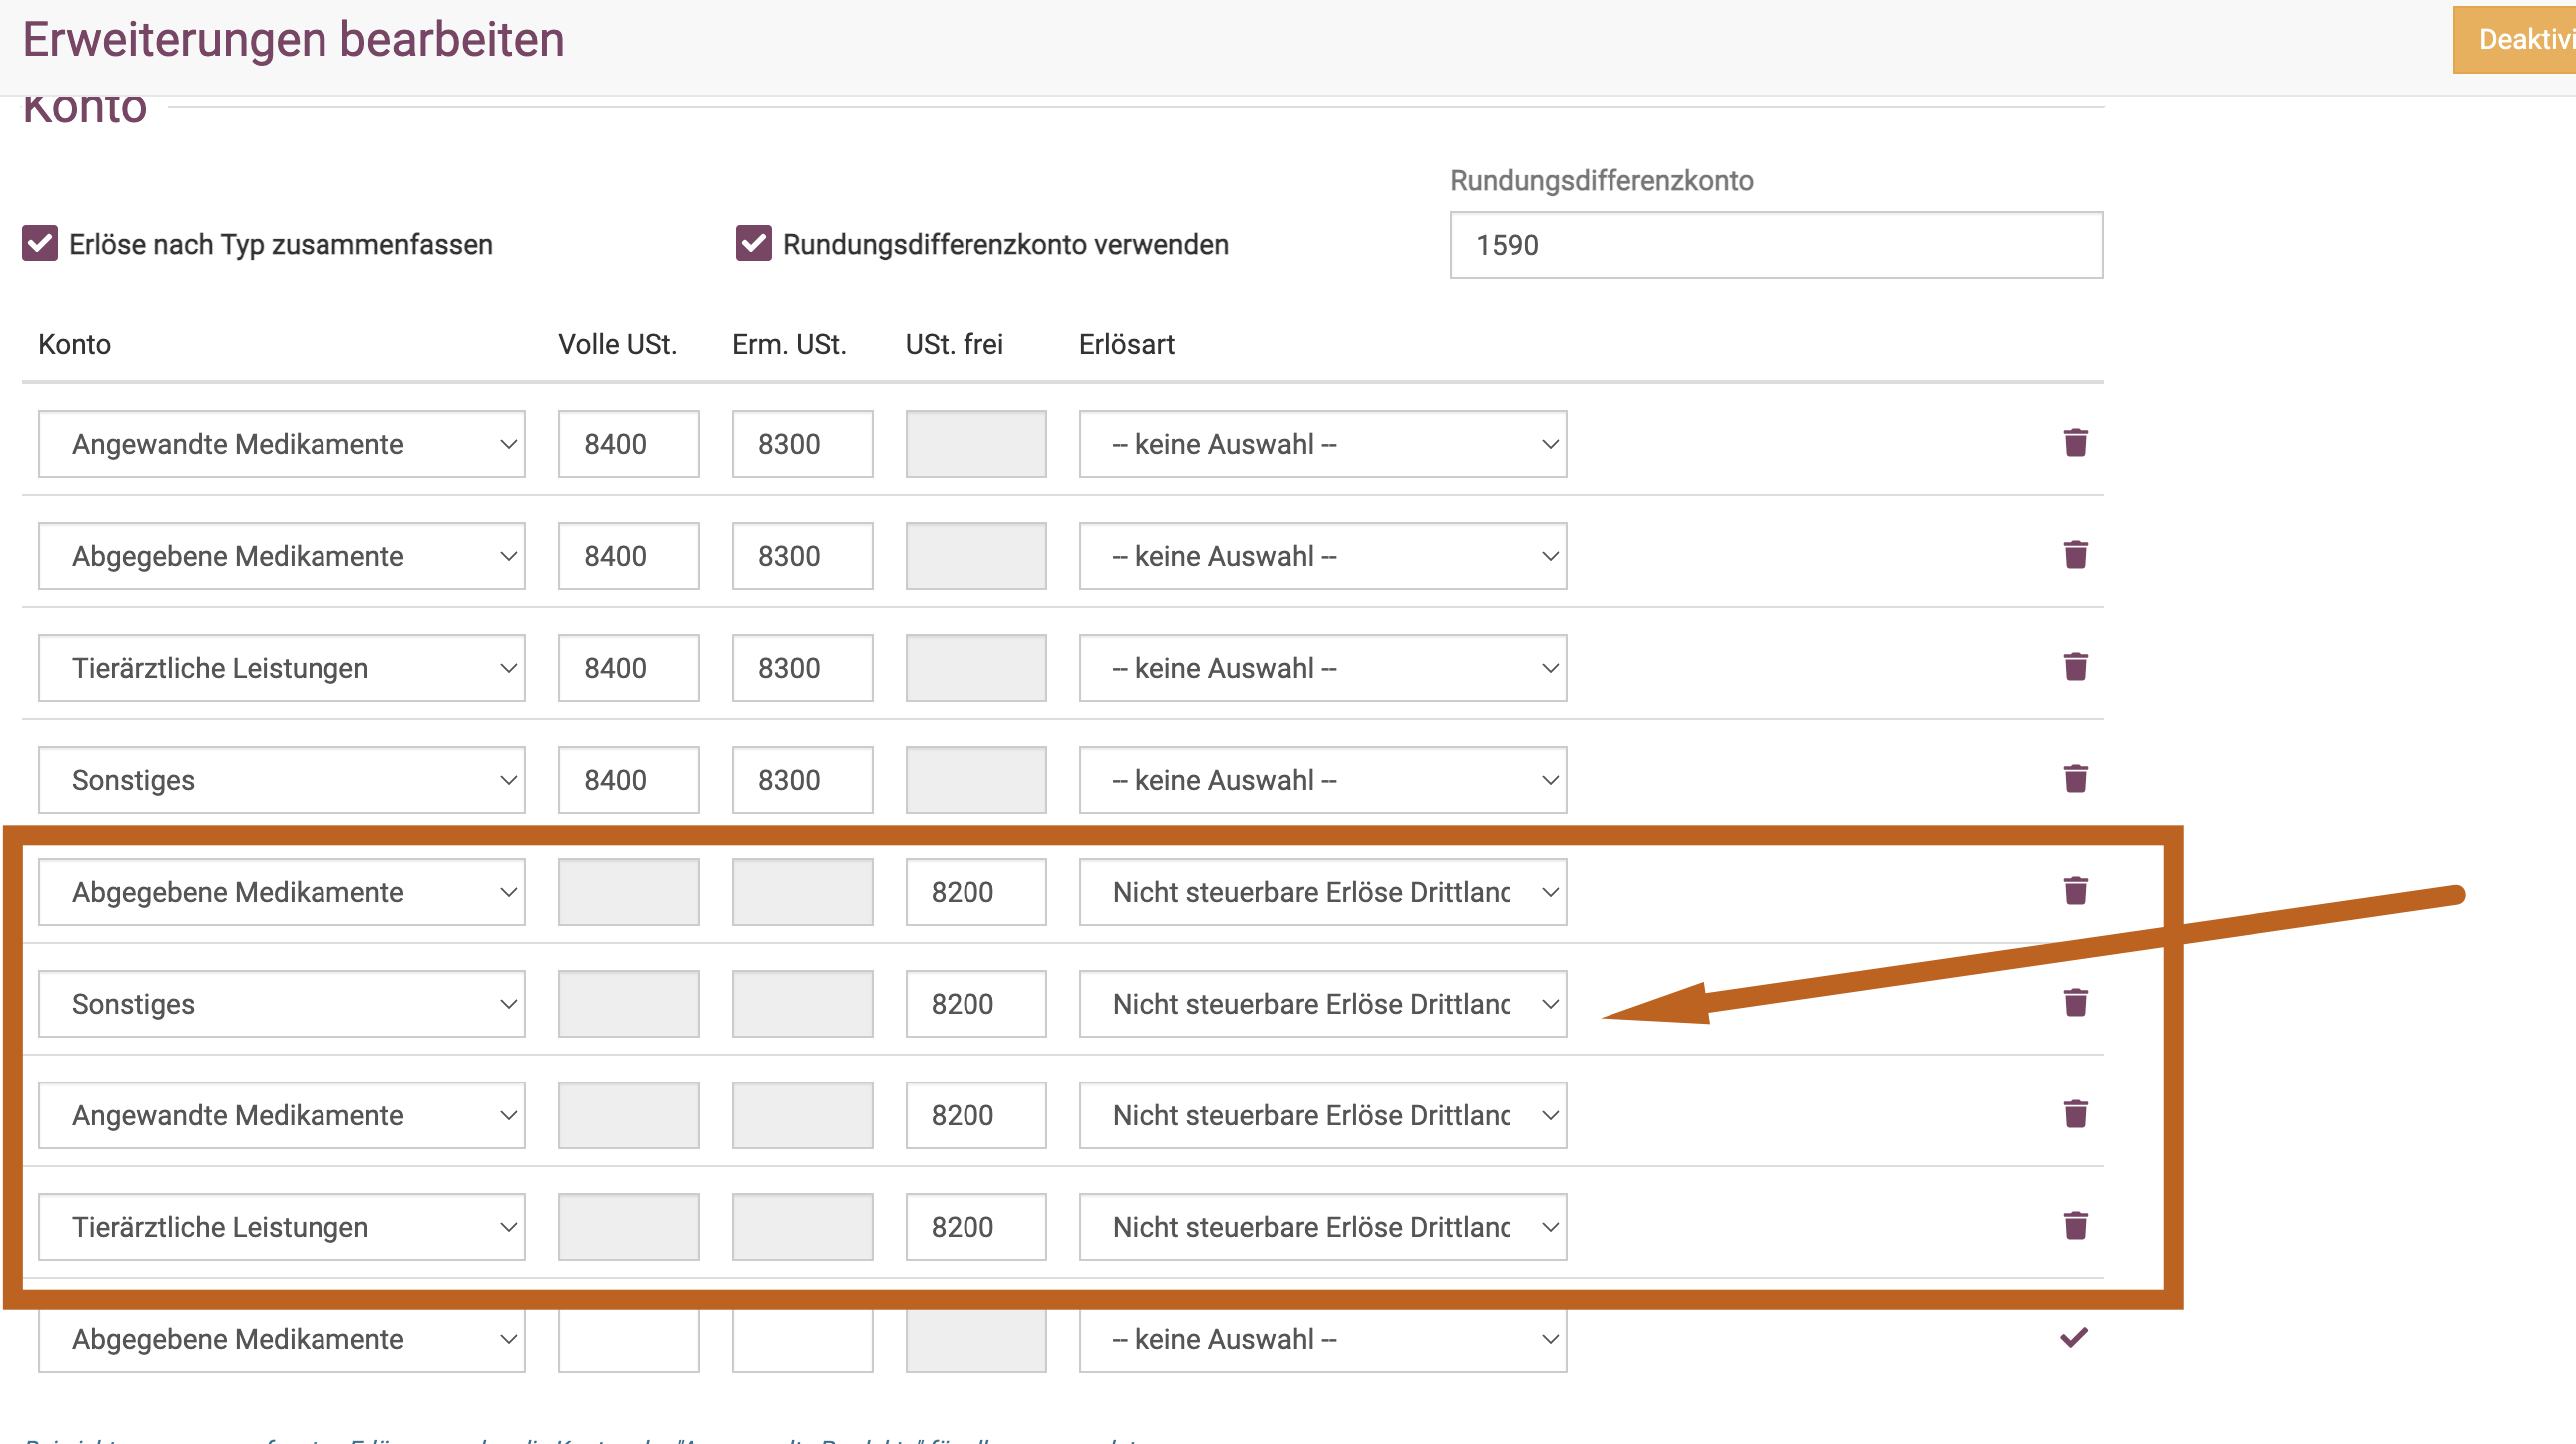 Erweiterungen bearbeiten
Deaktivi
Konto
Rundungsdifferenzkonto
Erlöse nach Typ zusammenfassen
Rundungsdifferenzkonto verwenden
1590
Konto Volle USt. Erm. USt. USt. frei Erlösart
Angewandte Medikamente 8400 8300 -- keine Auswahl --
Abgegebene Medikamente 8400 8300 -- keine Auswahl --
Tierärztliche Leistungen 8400 8300 -- keine Auswahl --
Sonstiges 8400 8300 -- keine Auswahl --
Abgegebene Medikamente 8200 Nicht steuerbare Erlöse Drittlanc
Sonstiges 8200 Nicht steuerbare Erlöse Drittlanc
Angewandte Medikamente 8200 Nicht steuerbare Erlöse Drittlanc
Tierärztliche Leistungen 8200 Nicht steuerbare Erlöse Drittlanc
Abgegebene Medikamente -- keine Auswahl --